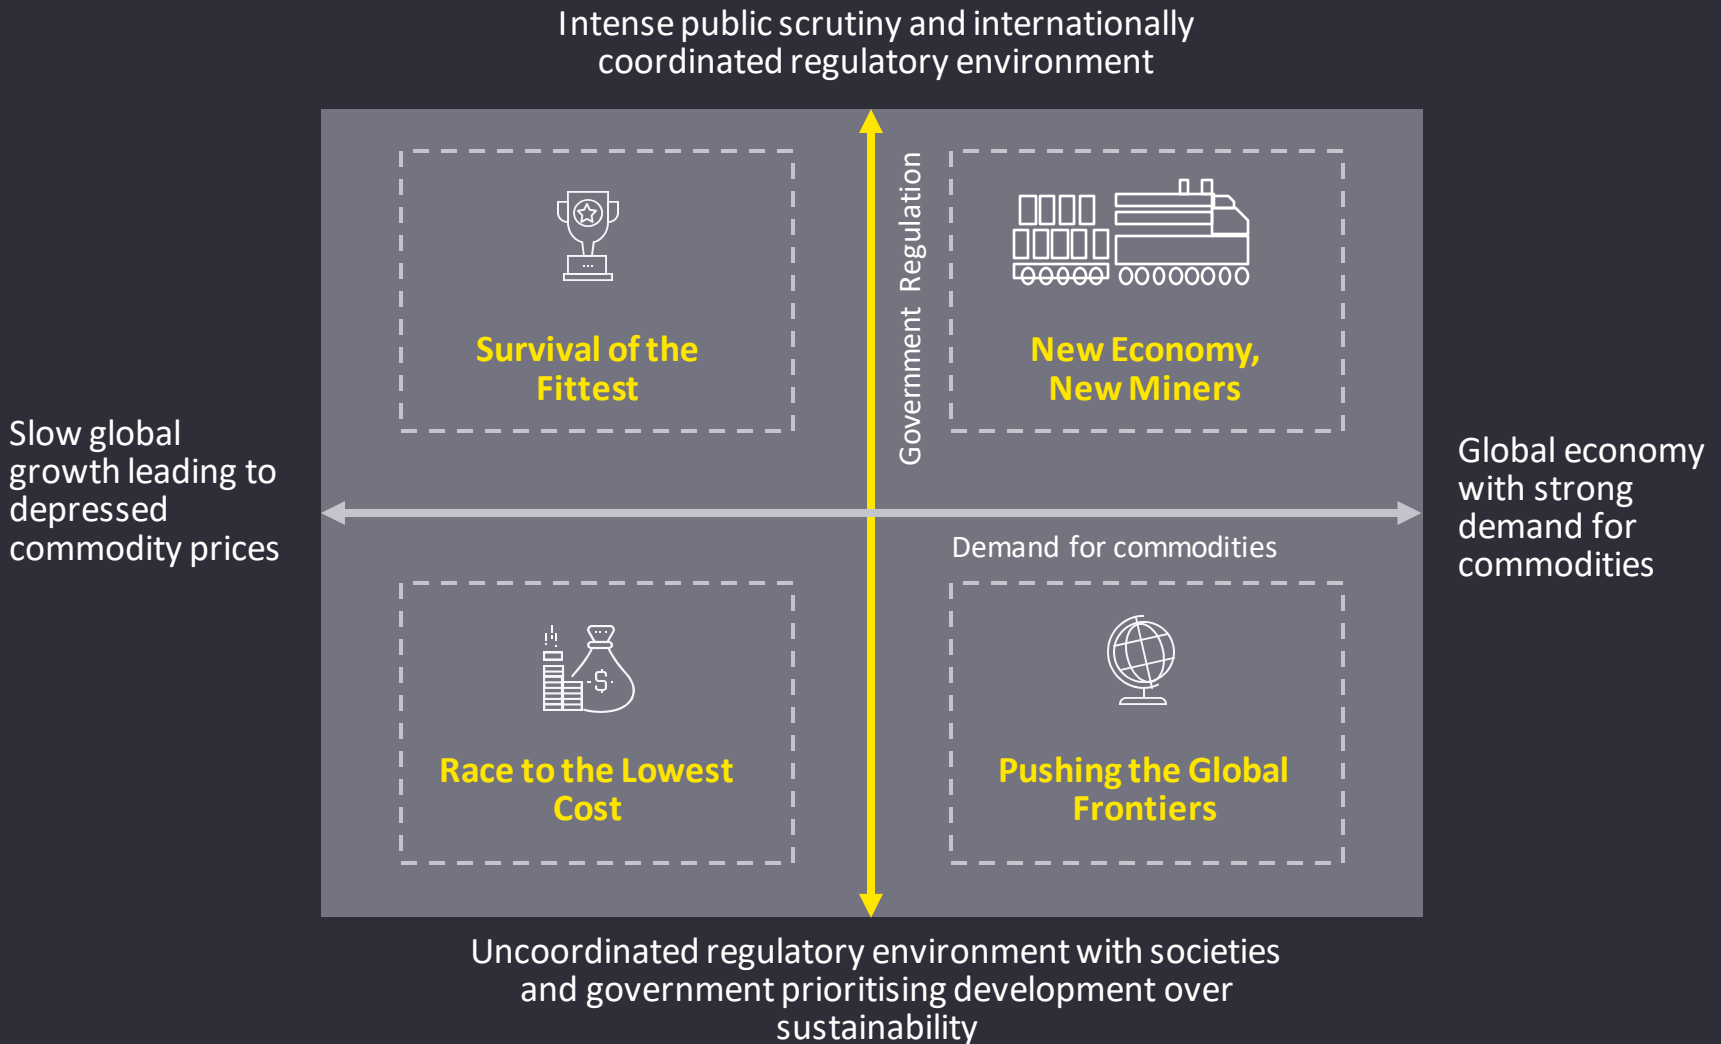 Intense public scrutiny and internationally
coordinated regulatory environment
Government Regulation
Survival of the
Fittest
New Economy,
New Miners
Slow global
growth leading to
depressed
commodity prices
Global economy
with strong
demand for
commodities
Demand for commodities
$
Race to the Lowest
Cost
Pushing the Global
Frontiers
Uncoordinated regulatory environment with societies
and government prioritising development over
sustainability